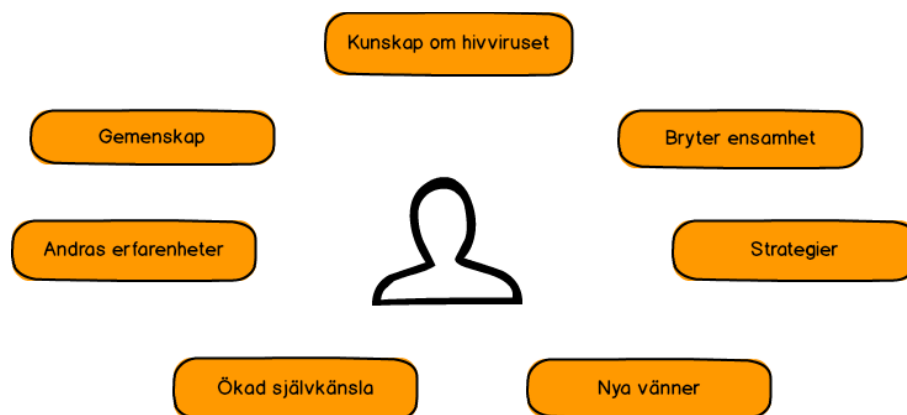 Kunskap om hivviruset
Gemenskap
Bryter ensamhet
Andras erfarenheter
Strategier
Ökad självkänsla
Nya vänner